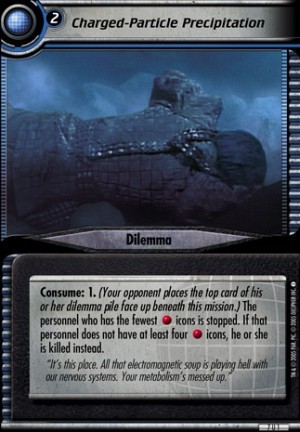 2 Charged-Particle Precipitation
Dilemma
Consume: 1. (Your opponent places the top card of his
or her dilemma pile face up beneath this mission.) The
personnel who has the fewest icons is stopped. If that
personnel does not have at least four icons, he or she
is killed instead.
"It's place. All that electromagnetic soup is playing hell with
our nervous systems. Your metabolism's messed up."